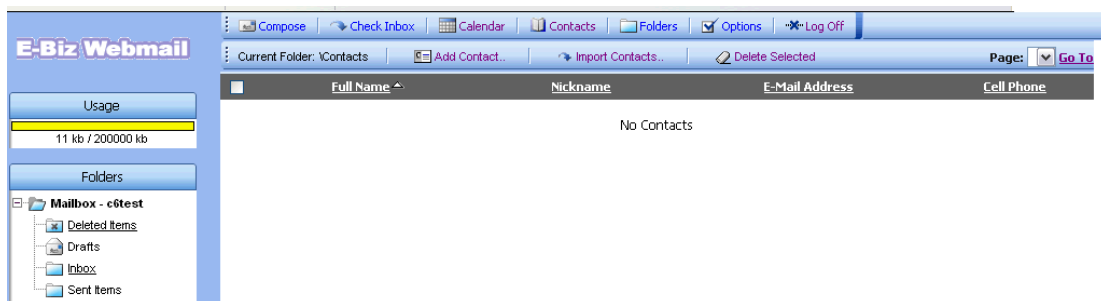 Compose Check Inbox Calendar Contacts Folders Options Log Off
E-Biz Webmail
Current Folder: \Contacts Add Contact.. Import Contacts.. Delete Selected Page: Go To
Full Name Nickname E-Mail Address Cell Phone
Usage
No Contacts
11 kb / 200000 kb
Folders
Mailbox - c6test
Deleted Items
Drafts
Inbox
Sent Items